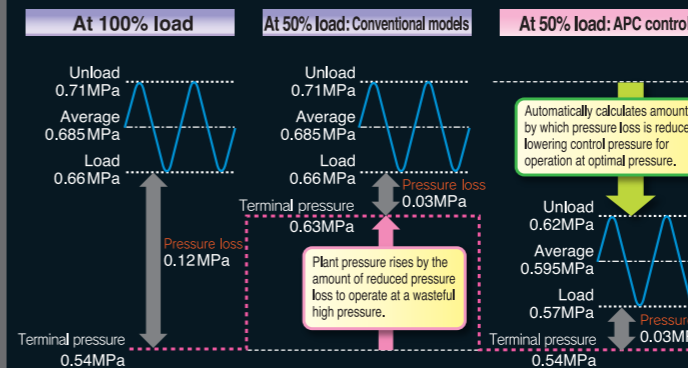 At 100% load
Unload
0.71MPa
Average
0.685MPa
Load
0.66MPa
Pressure loss
0.12MPa
Terminal pressure
0.54MPa
At 50% load: Conventional models
Unload
0.71MPa
Average
0.685MPa
Load
0.66MPa
Pressure loss
0.03MPa
Terminal pressure
0.63MPa
Plant pressure rises by the
amount of reduced pressure
loss to operate at a wasteful
high pressure.
At 50% load: APC control
Automatically calculates amount
by which pressure loss is reduce
lowering control pressure for
operation at optimal pressure.
Unload
0.62MPa
Average
0.595MPa
Load
0.57MPa
Pressure
0.03MP
Terminal pressure
0.54MPa